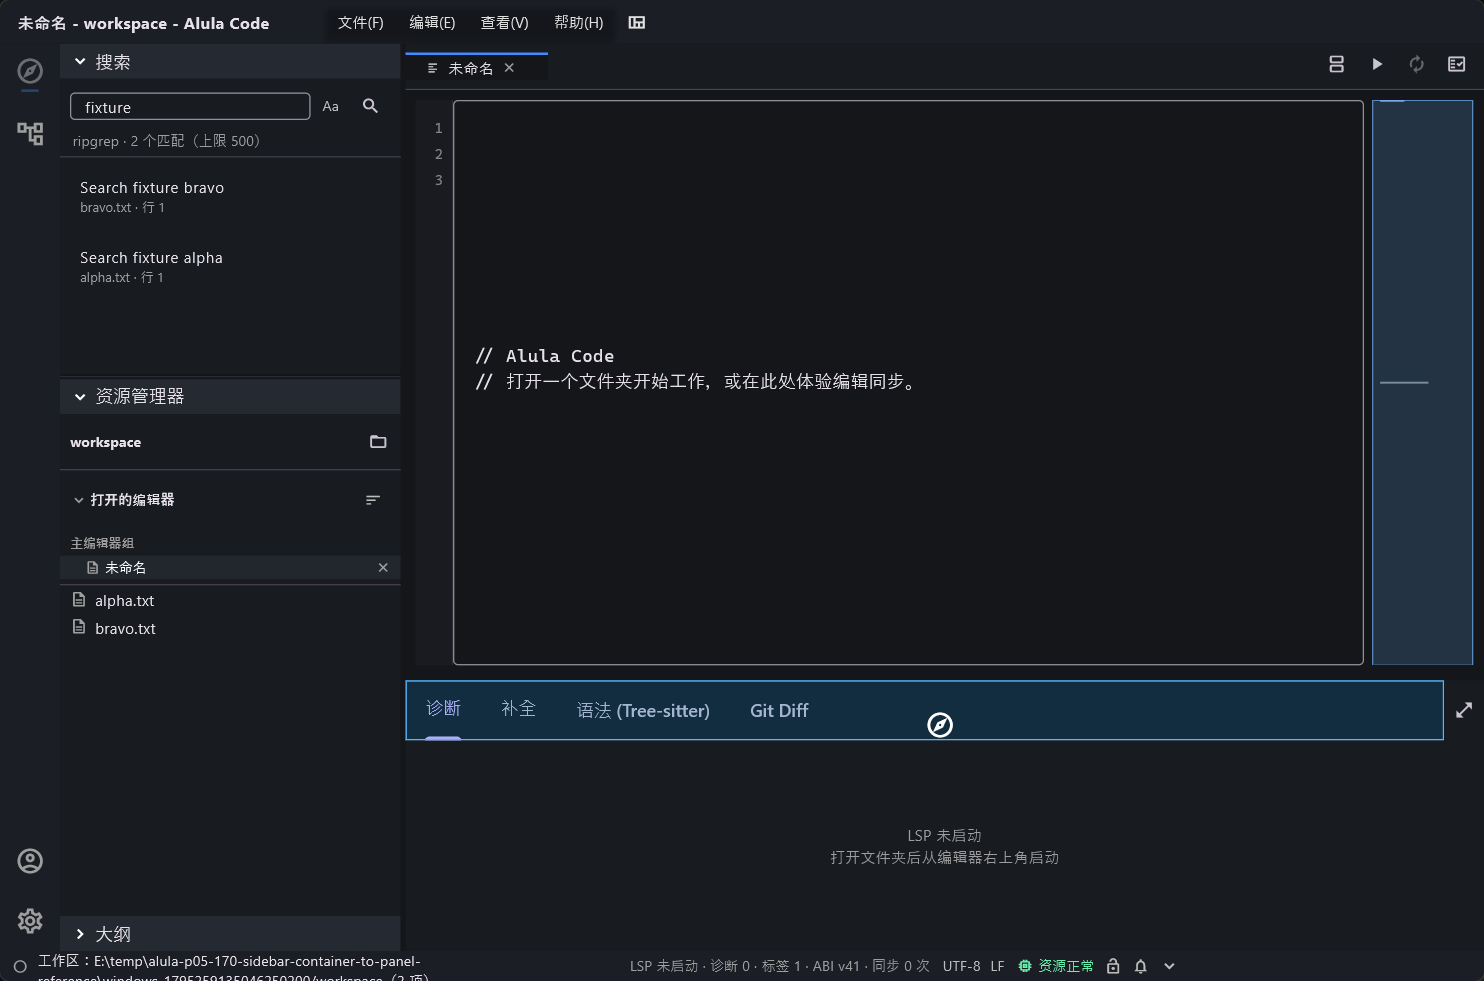 未命名 - workspace - Alula Code
文件(F) 编辑(E) 查看(V) 帮助(H)
搜索
fixture
Aa
ripgrep · 2 个匹配（上限 500）
Search fixture bravo
bravo.txt · 行 1
Search fixture alpha
alpha.txt · 行 1
资源管理器
workspace
打开的编辑器
主编辑器组
未命名
alpha.txt
bravo.txt
大纲
未命名
1
2
3
// Alula Code
// 打开一个文件夹开始工作，或在此处体验编辑同步。
诊断 补全 语法 (Tree-sitter) Git Diff
LSP 未启动
打开文件夹后从编辑器右上角启动
工作区：E:\temp\alula-p05-170-sidebar-container-to-panel-
LSP 未启动 · 诊断 0 · 标签 1 · ABI v41 · 同步 0 次 UTF-8 LF 资源正常